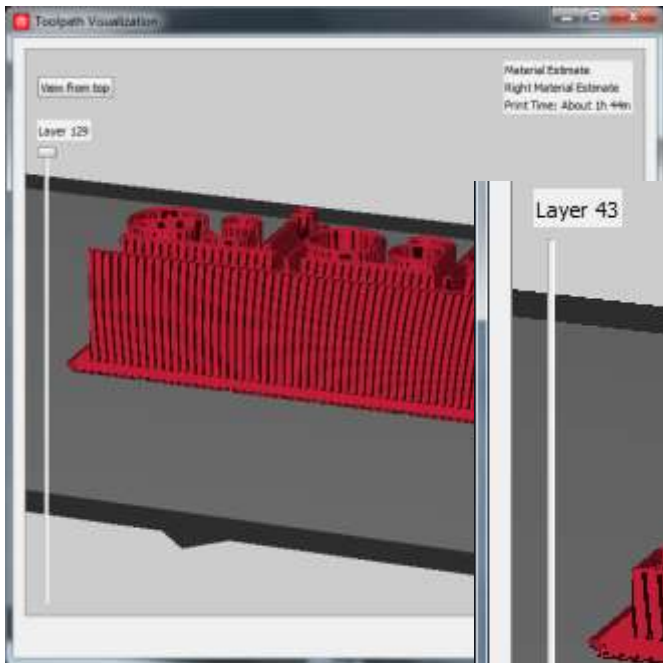 Toolpath Visualization
View from top
Material Estimate
Right Material Estimate
Print Time: About 1h 44m
Layer 129
Layer 43